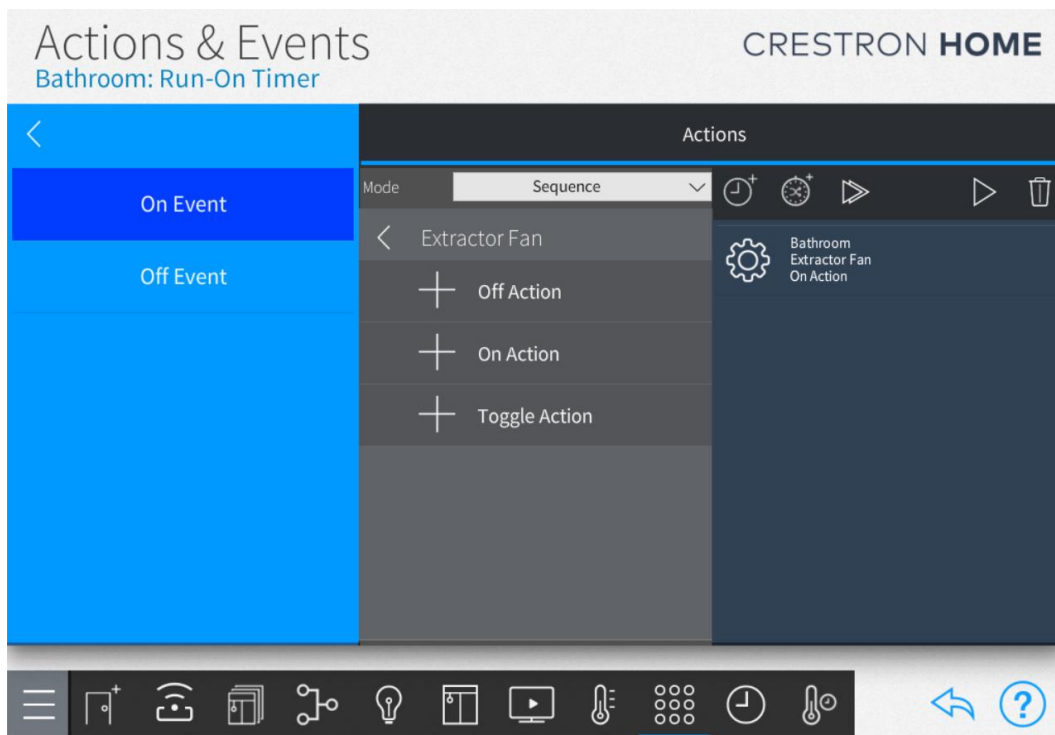 Actions & Events
CRESTRON HOME
Bathroom: Run-On Timer
Actions
On Event
Off Event
Mode
Sequence
Extractor Fan
Off Action
On Action
Toggle Action
Bathroom
Extractor Fan
On Action
?